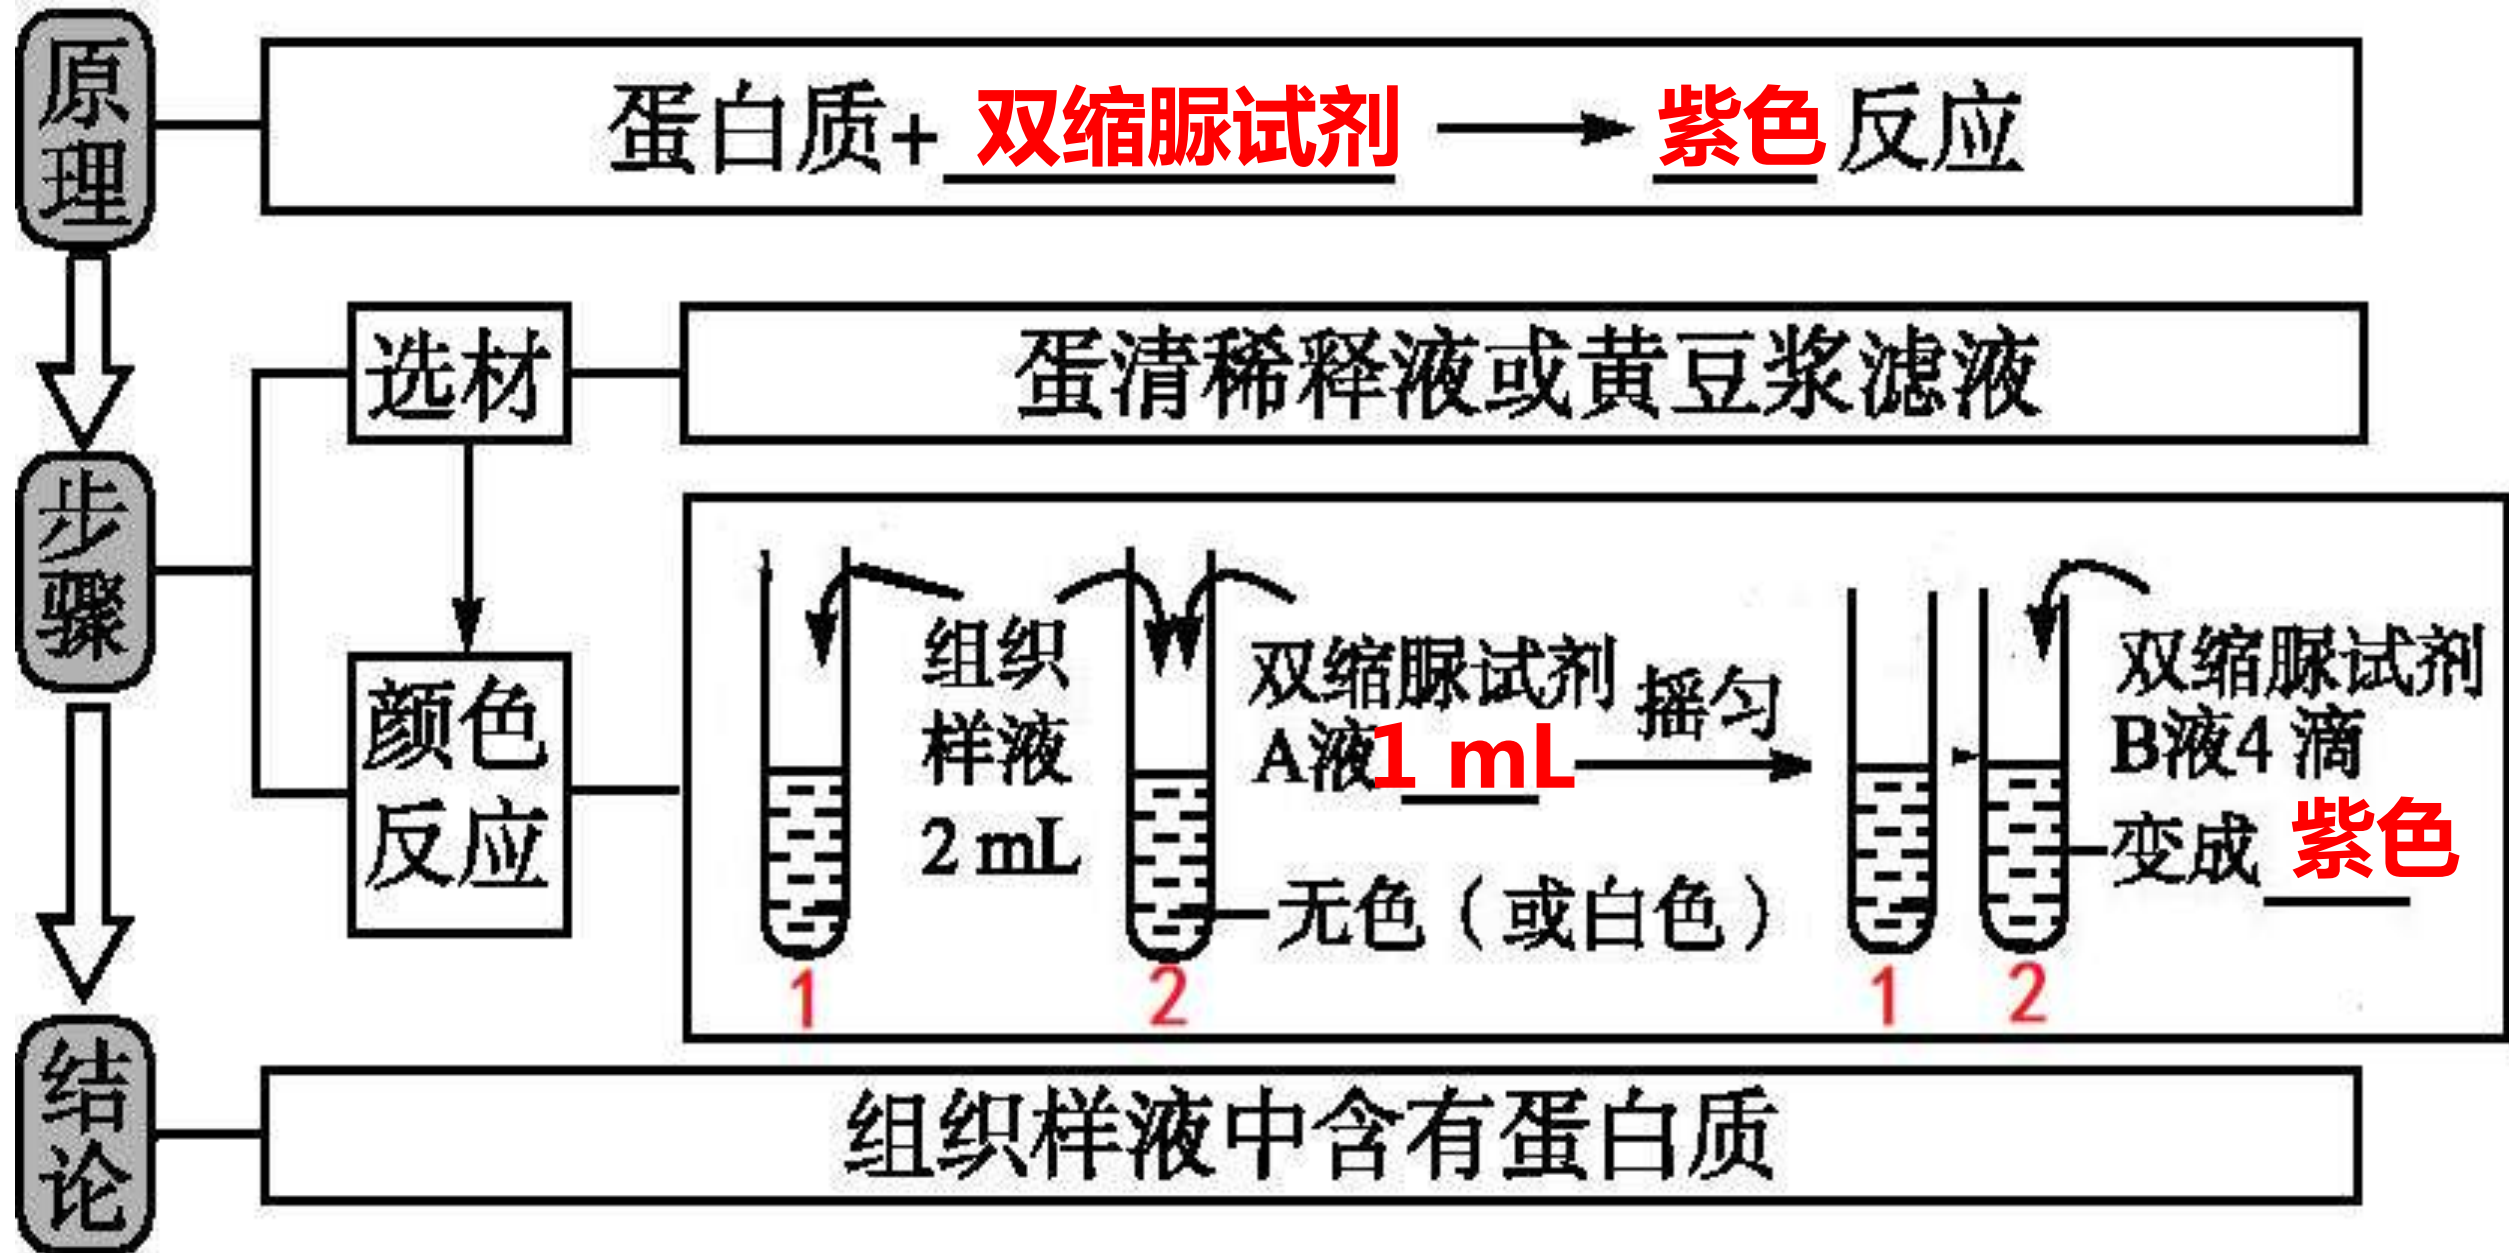 原理
蛋白质+ 双缩脲试剂 紫色反应
选材
蛋清稀释液或黄豆浆滤液
步骤
颜色
反应
组织
样液
2 mL
双缩脲试剂
A液1 mL
摇匀
无色（或白色）
双缩脲试剂
B液4 滴
变成 紫色
1
2
1
2
结论
组织样液中含有蛋白质